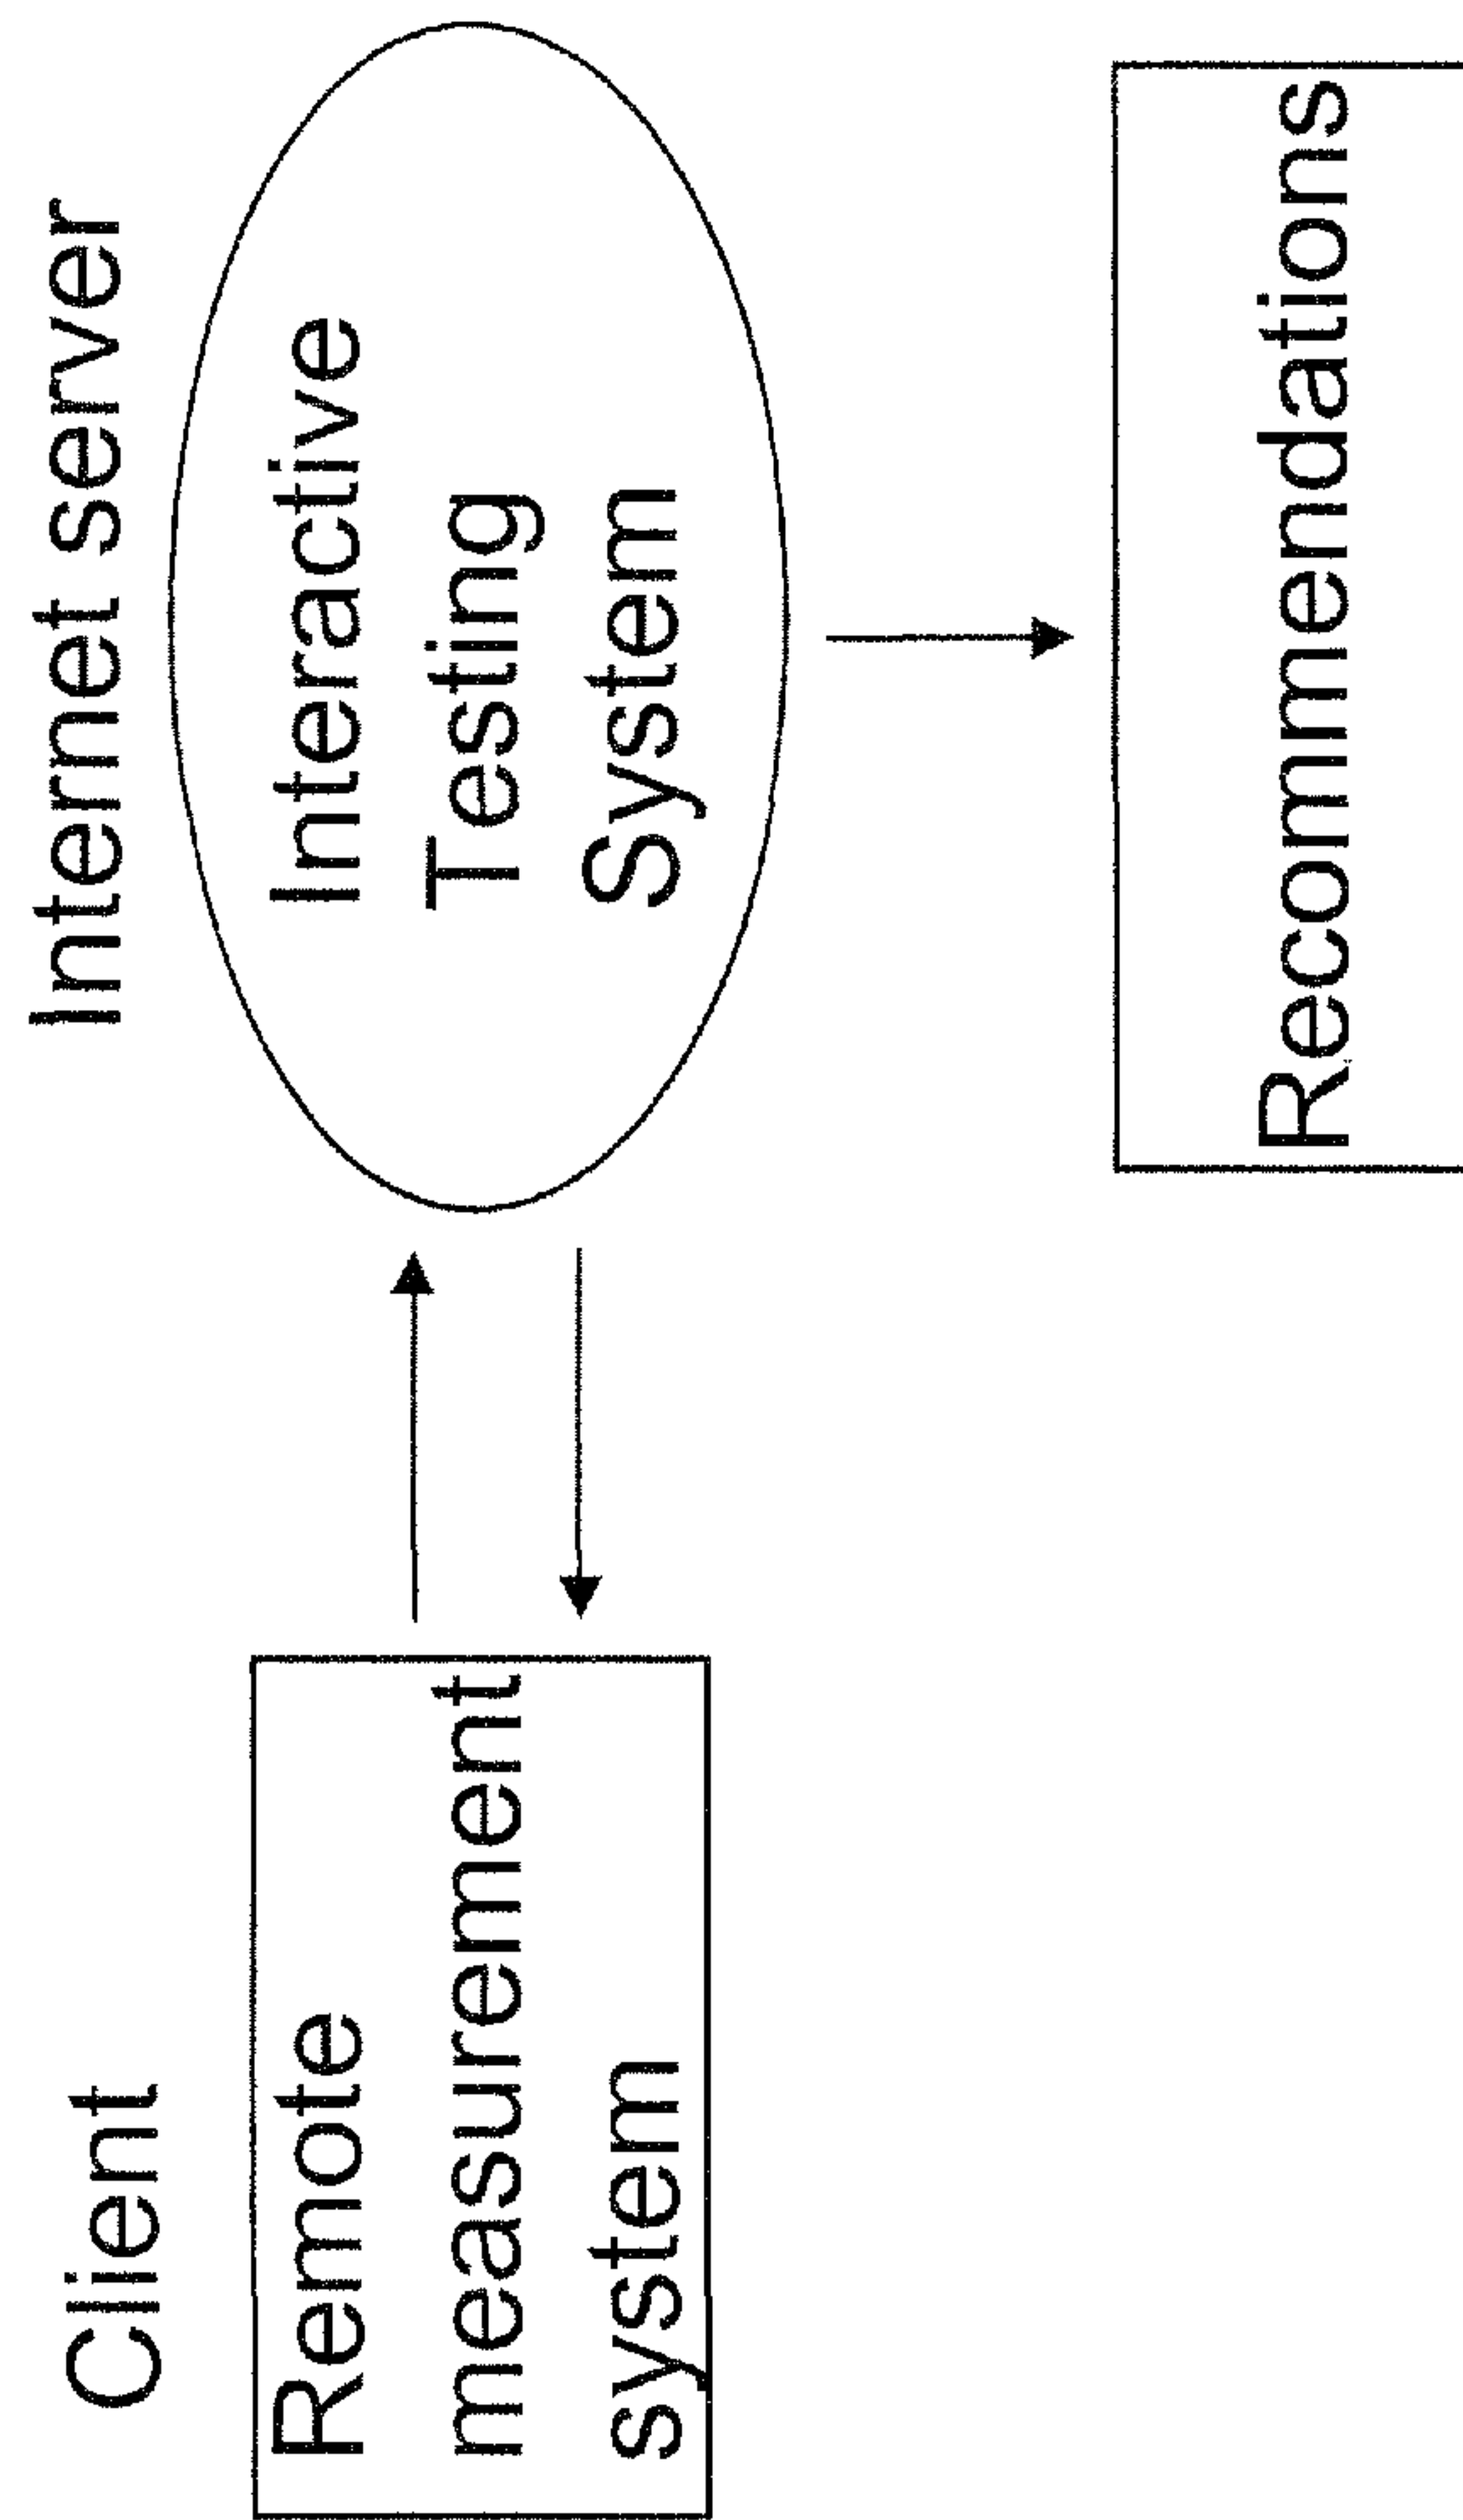 Client
Remote
measurement
system
Internet server
Interactive
Testing
System
Recommendations